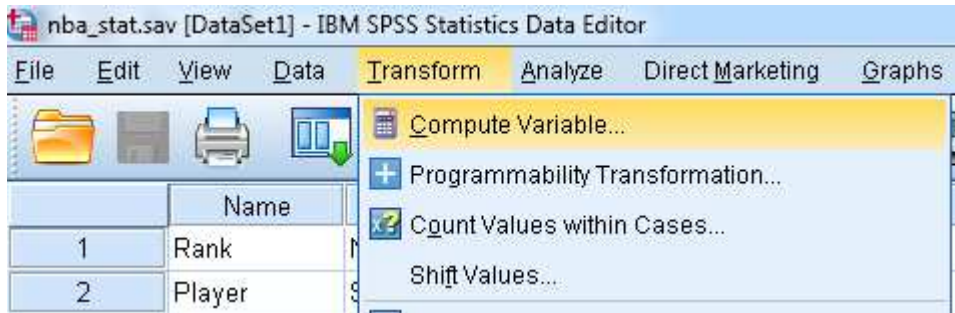 nba_stat.sav [DataSet1] - IBM SPSS Statistics Data Editor
File Edit View Data Transform Analyze Direct Marketing Graphs
Compute Variable...
Programmability Transformation...
Name
Count Values within Cases...
1 Rank
Shift Values...
2 Player